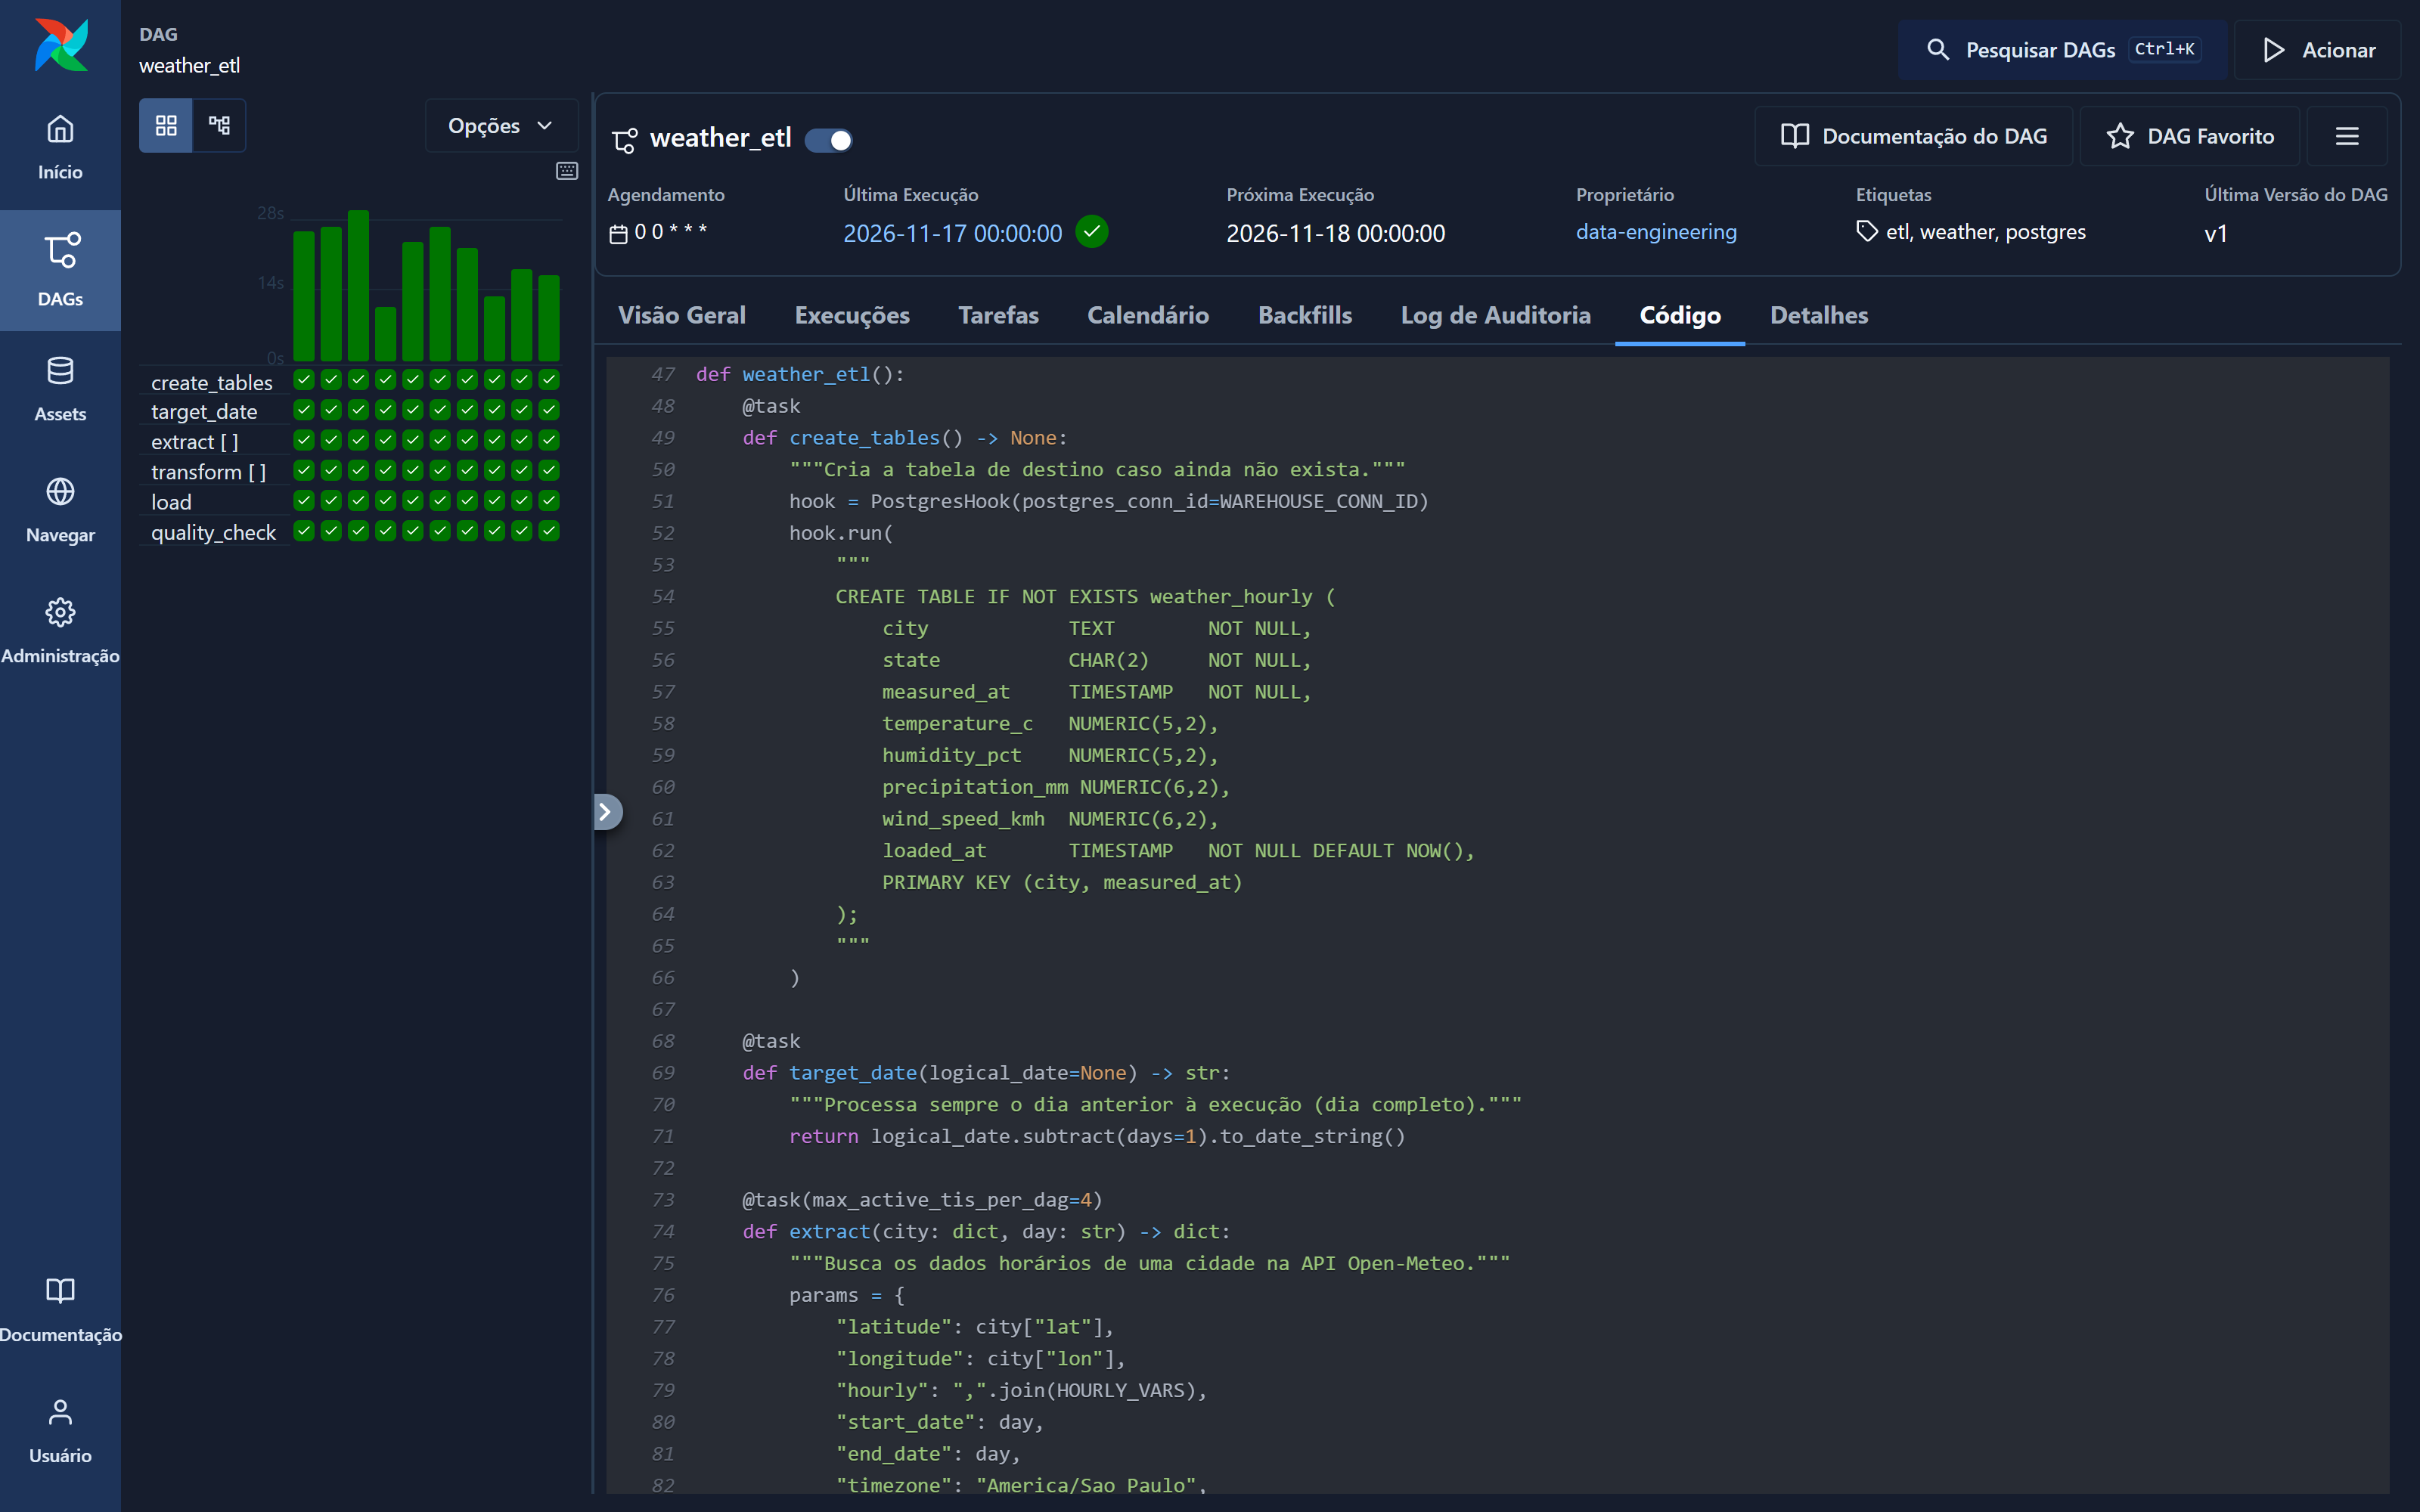 DAG
weather_etl
Pesquisar DAGs Ctrl+K
Acionar
Início
DAGs
Assets
Navegar
Administração
Documentação
Usuário
Opções
28s
14s
0s
create_tables
target_date
extract [ ]
transform [ ]
load
quality_check
weather_etl
Documentação do DAG
DAG Favorito
Agendamento
0 0 * * *
Última Execução
2026-11-17 00:00:00
Próxima Execução
2026-11-18 00:00:00
Proprietário
data-engineering
Etiquetas
etl, weather, postgres
Última Versão do DAG
v1
Visão Geral Execuções Tarefas Calendário Backfills Log de Auditoria Código Detalhes
47 def weather_etl():
48     @task
49     def create_tables() -> None:
50         """Cria a tabela de destino caso ainda não exista."""
51         hook = PostgresHook(postgres_conn_id=WAREHOUSE_CONN_ID)
52         hook.run(
53             """
54             CREATE TABLE IF NOT EXISTS weather_hourly (
55                 city            TEXT        NOT NULL,
56                 state           CHAR(2)     NOT NULL,
57                 measured_at     TIMESTAMP   NOT NULL,
58                 temperature_c   NUMERIC(5,2),
59                 humidity_pct    NUMERIC(5,2),
60                 precipitation_mm NUMERIC(6,2),
61                 wind_speed_kmh  NUMERIC(6,2),
62                 loaded_at       TIMESTAMP   NOT NULL DEFAULT NOW(),
63                 PRIMARY KEY (city, measured_at)
64             );
65             """
66         )
67
68     @task
69     def target_date(logical_date=None) -> str:
70         """Processa sempre o dia anterior à execução (dia completo)."""
71         return logical_date.subtract(days=1).to_date_string()
72
73     @task(max_active_tis_per_dag=4)
74     def extract(city: dict, day: str) -> dict:
75         """Busca os dados horários de uma cidade na API Open-Meteo."""
76         params = {
77             "latitude": city["lat"],
78             "longitude": city["lon"],
79             "hourly": ",".join(HOURLY_VARS),
80             "start_date": day,
81             "end_date": day,
82             "timezone": "America/Sao_Paulo",